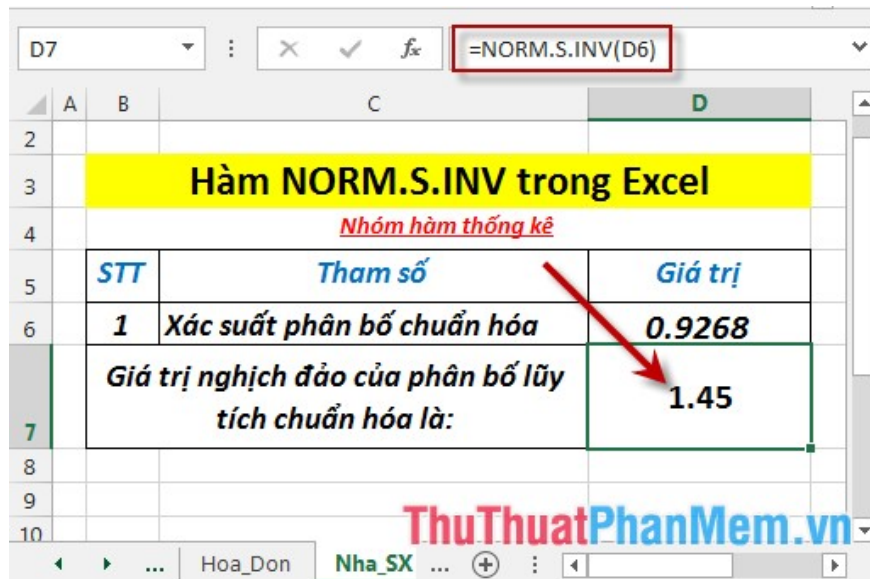 D7 fx =NORM.S.INV(D6)
A B C D
2
3 Hàm NORM.S.INV trong Excel
4 Nhóm hàm thống kê
5 STT Tham số Giá trị
6 1 Xác suất phân bố chuẩn hóa 0.9268
Giá trị nghịch đảo của phân bố lũy
tích chuẩn hóa là:
1.45
7
8
9
10
ThuThuatPhanMem.vn
... Hoa_Don Nha_SX ...